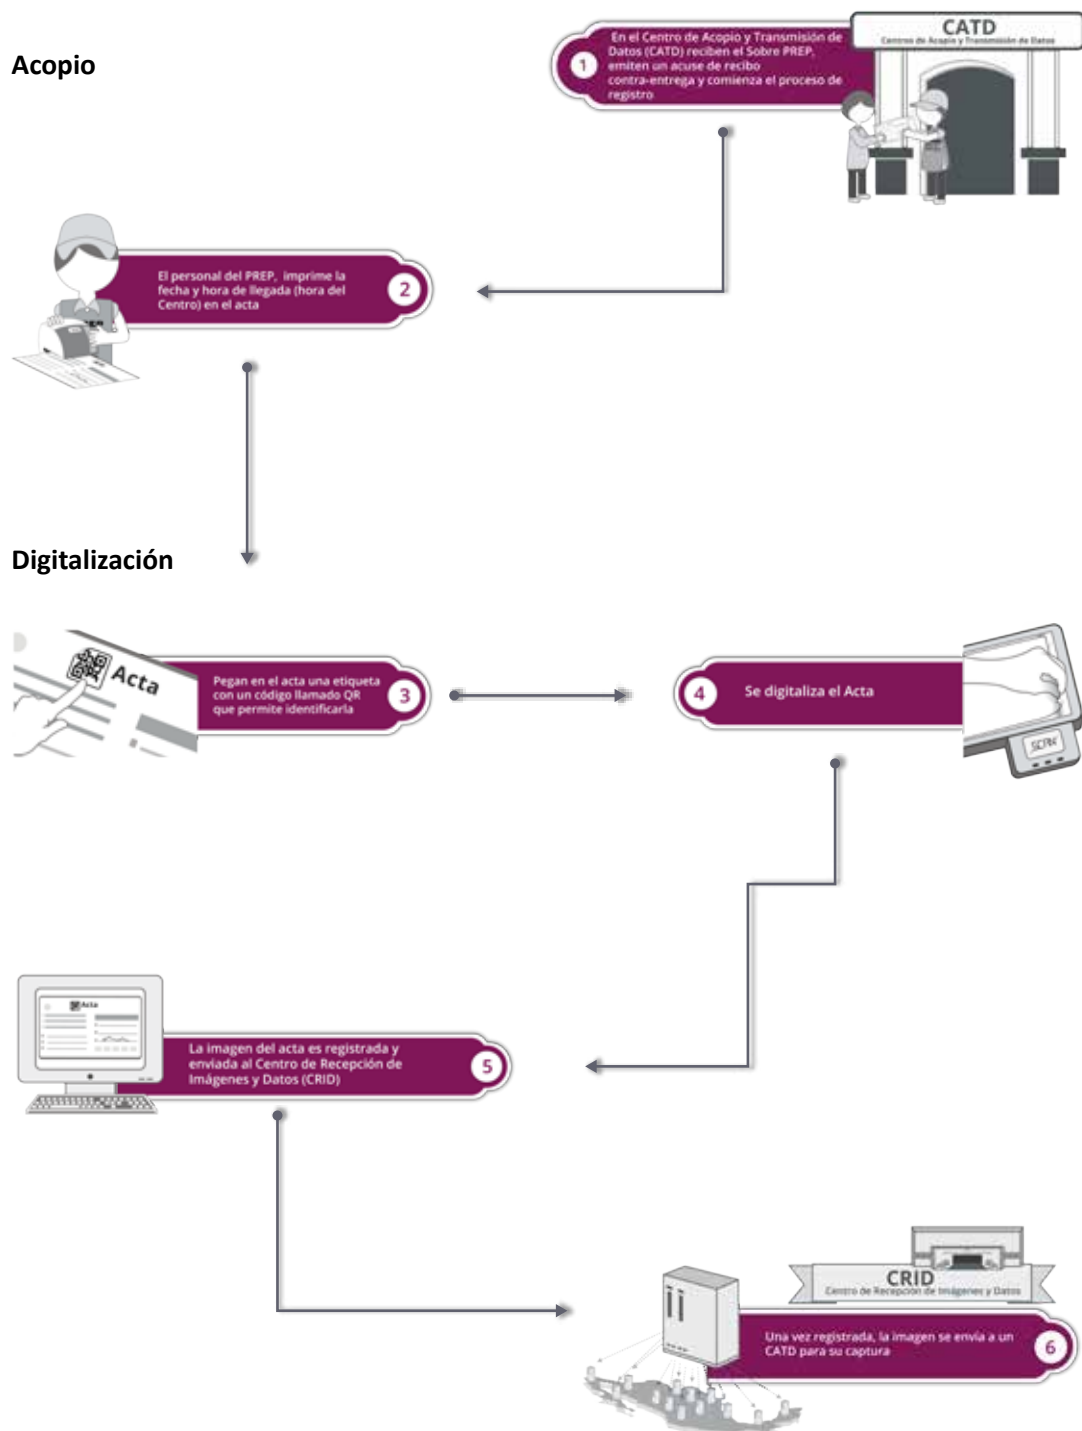 Acopio
CATD
Centros de Acopio y Transmisión de Datos
1
En el Centro de Acopio y Transmisión de
Datos (CATD) reciben el Sobre PREP,
emiten un acuse de recibo
contra-entrega y comienza el proceso de
registro
El personal del PREP, imprime la
fecha y hora de llegada (hora del
Centro) en el acta
2
Digitalización
Acta
Pegan en el acta una etiqueta
con un código llamado QR
que permite identificarla
3
4
Se digitaliza el Acta
SCAN
Acta
La imagen del acta es registrada y
enviada al Centro de Recepción de
Imágenes y Datos (CRID)
5
CRID
Centro de Recepción de Imágenes y Datos
Una vez registrada, la imagen se envía a un
CATD para su captura
6